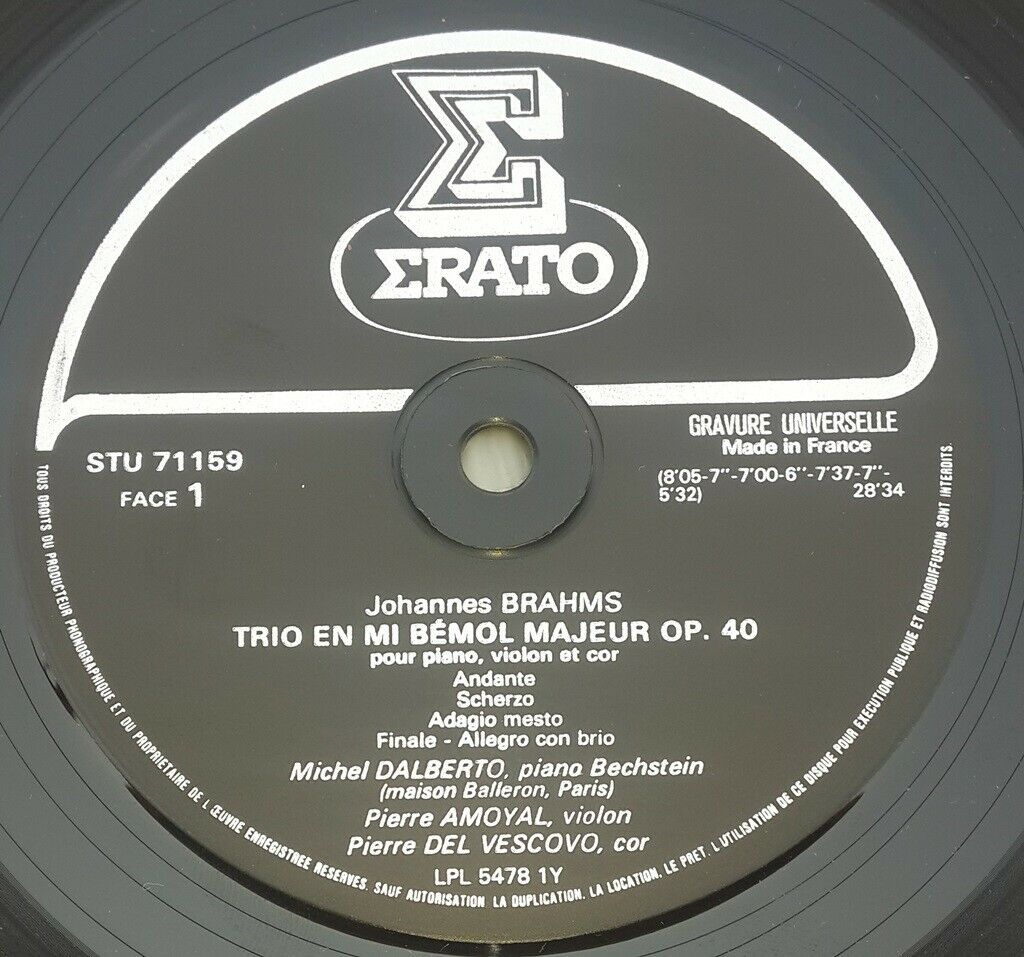 Σ
ΣRATO
GRAVURE UNIVERSELLE
Made in France
STU 71159
FACE 1
(8'05-7"-7'00-6"-7'37-7"-
5'32) 28'34
Johannes BRAHMS
TRIO EN MI BÉMOL MAJEUR OP. 40
pour piano, violon et cor
Andante
Scherzo
Adagio mesto
Finale - Allegro con brio
Michel DALBERTO, piano Bechstein
(maison Balleron, Paris)
Pierre AMOYAL, violon
Pierre DEL VESCOVO, cor
LPL 5478 1Y
TOUS DROITS DU PRODUCTEUR PHONOGRAPHIQUE ET DU PROPRIETAIRE DE L'ŒUVRE ENREGISTREE RESERVES. SAUF AUTORISATION LA DUPLICATION. LA LOCATION. LE PRET. L'UTILISATION DE CE DISQUE POUR EXECUTION PUBLIQUE ET RADIODIFFUSION SONT INTERDITS.